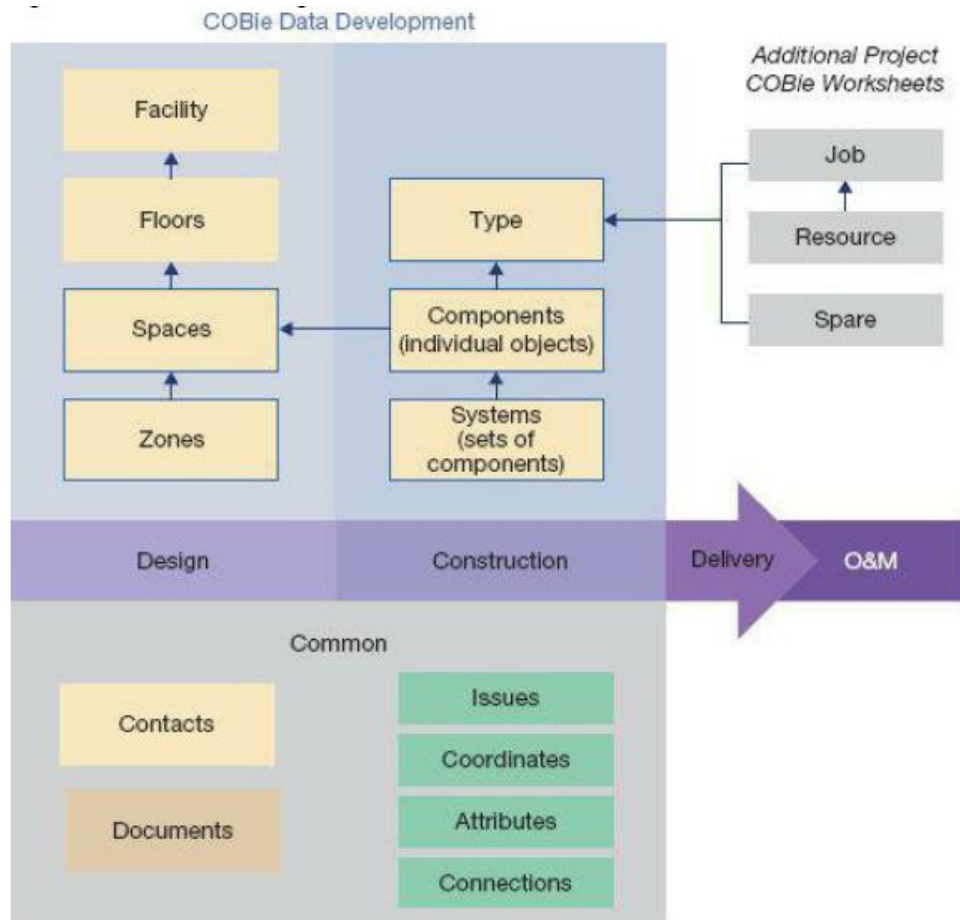 COBie Data Development
Additional Project
COBie Worksheets
Facility
Floors
Spaces
Zones
Type
Components
(individual objects)
Systems
(sets of
components)
Job
Resource
Spare
Design
Construction
Delivery
O&M
Common
Contacts
Documents
Issues
Coordinates
Attributes
Connections